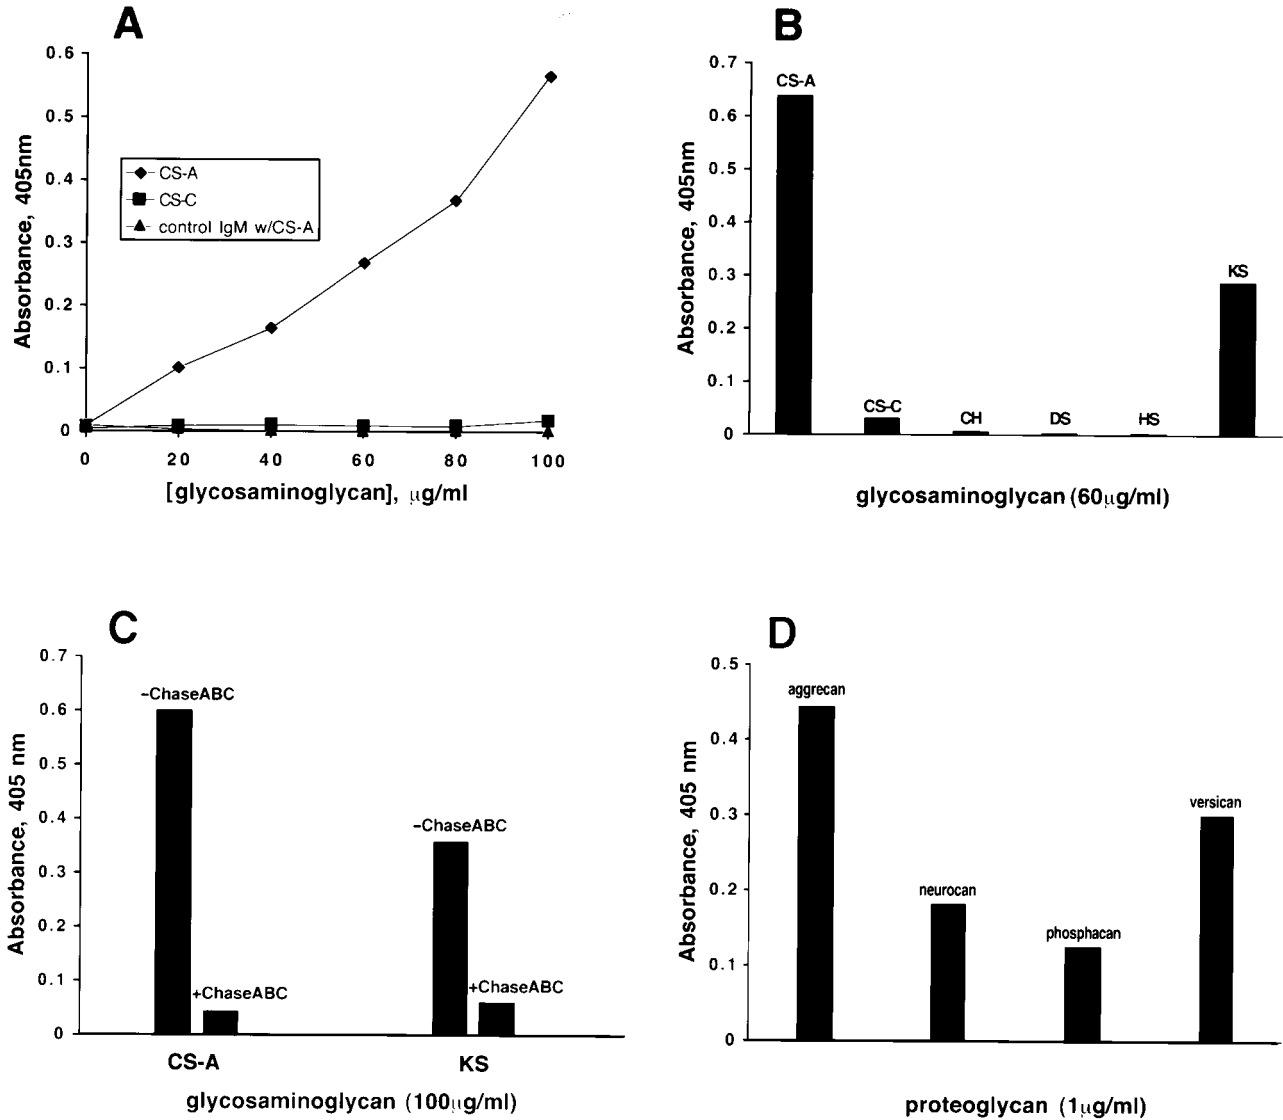 A
0.6
0.5
0.4
0.3
0.2
0.1
0
Absorbance, 405nm
CS-A
CS-C
control IgM w/CS-A
0 20 40 60 80 100
[glycosaminoglycan], μg/ml
B
0.7
0.6
0.5
0.4
0.3
0.2
0.1
0
Absorbance, 405nm
CS-A
CS-C
CH
DS
HS
KS
glycosaminoglycan (60μg/ml)
C
0.7
0.6
0.5
0.4
0.3
0.2
0.1
0
Absorbance, 405 nm
-ChaseABC
+ChaseABC
-ChaseABC
+ChaseABC
CS-A KS
glycosaminoglycan (100μg/ml)
D
0.5
0.4
0.3
0.2
0.1
0
Absorbance, 405 nm
aggrecan
neurocan
phosphacan
versican
proteoglycan (1μg/ml)